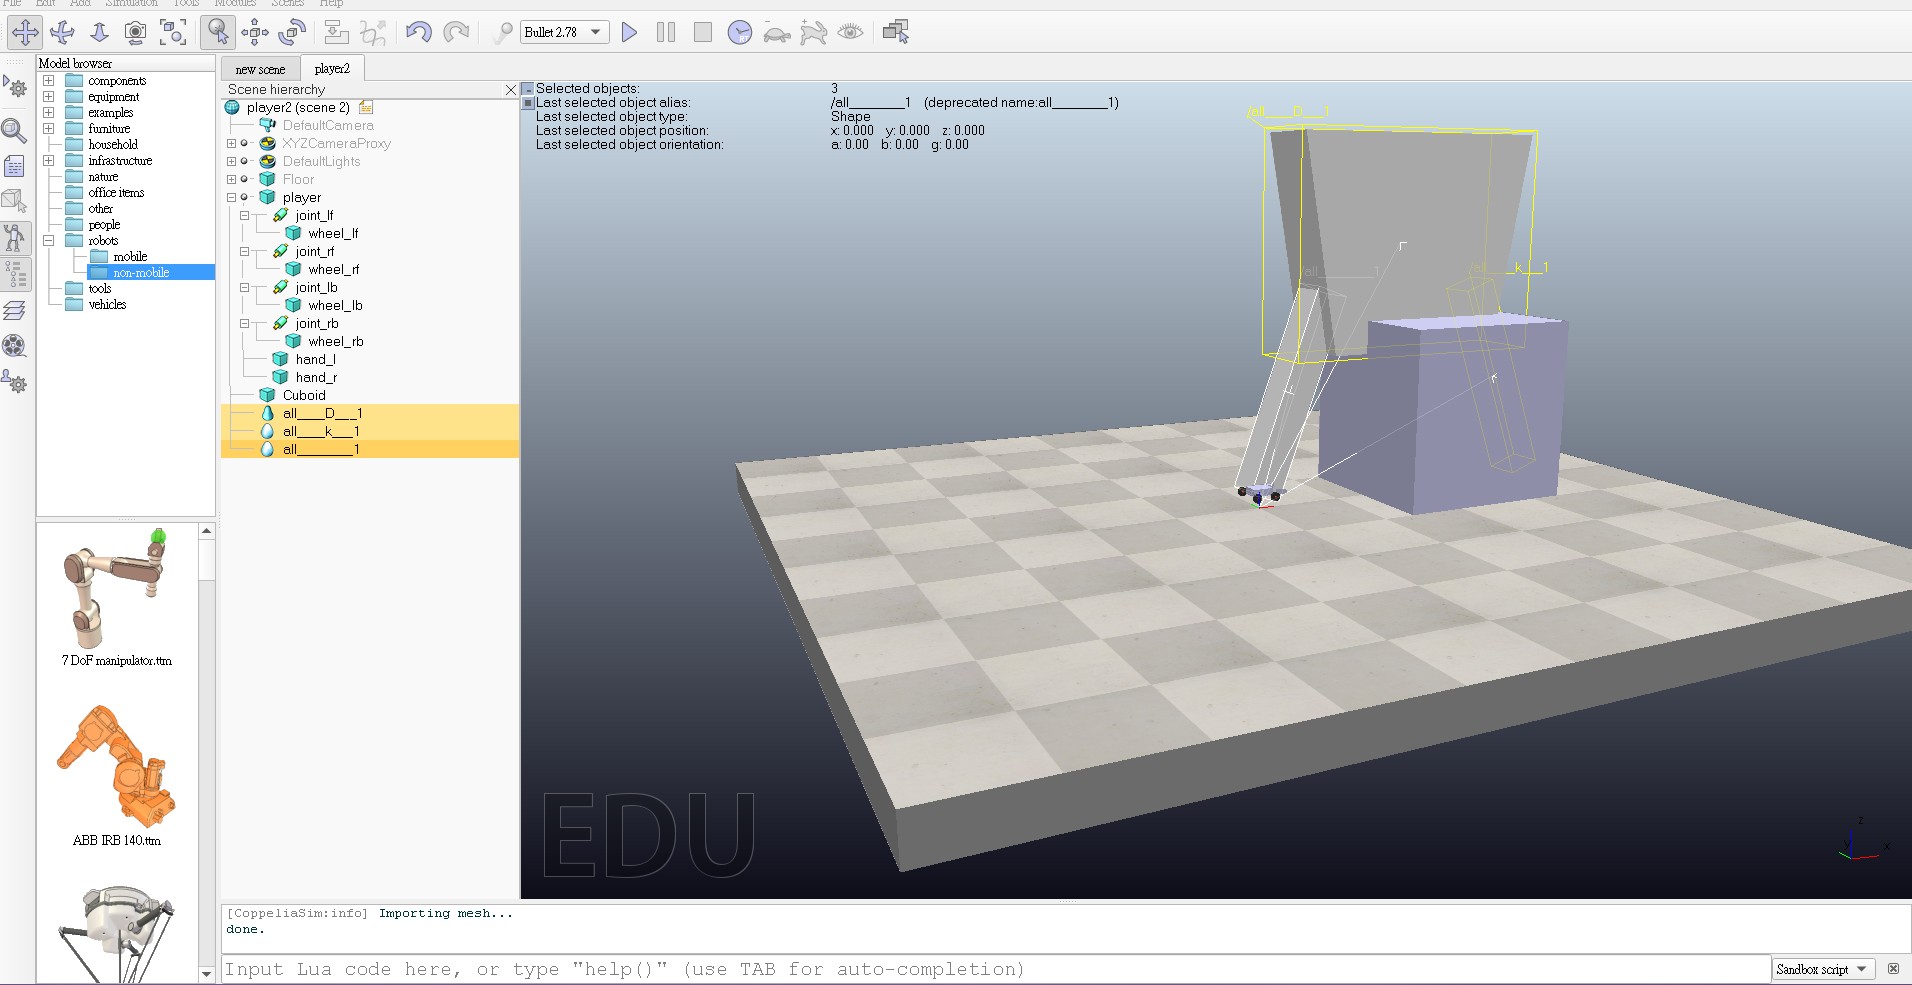 File Edit Add Simulation Tools Modules Scenes Help
Bullet 2.78
Model browser
components
equipment
examples
furniture
household
infrastructure
nature
office items
other
people
robots
mobile
non-mobile
tools
vehicles
7 DoF manipulator.ttm
ABB IRB 140.ttm
new scene
player2
Scene hierarchy
player2 (scene 2)
DefaultCamera
XYZCameraProxy
DefaultLights
Floor
player
joint_lf
wheel_lf
joint_rf
wheel_rf
joint_lb
wheel_lb
joint_rb
wheel_rb
hand_l
hand_r
Cuboid
all____D___1
all____k___1
all________1
Selected objects: 3
Last selected object alias: /all________1 (deprecated name:all________1)
Last selected object type: Shape
Last selected object position: x: 0.000 y: 0.000 z: 0.000
Last selected object orientation: a: 0.00 b: 0.00 g: 0.00
/all____D___1
/all________1
/all____k___1
EDU
z
y
x
[CoppeliaSim:info] Importing mesh...
done.
Input Lua code here, or type "help()" (use TAB for auto-completion)
Sandbox script